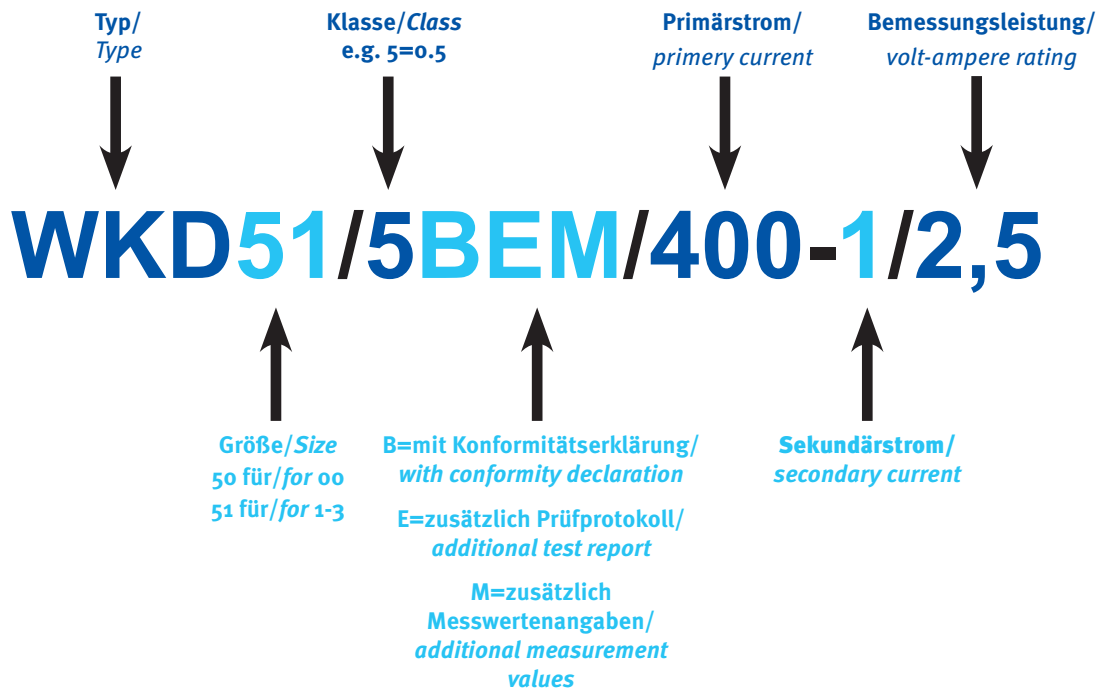 Typ/
Type
Klasse/Class
e.g. 5=0.5
Primärstrom/
primery current
Bemessungsleistung/
volt-ampere rating
WKD51/5BEM/400-1/2,5
Größe/Size
50 für/for 00
51 für/for 1-3
B=mit Konformitätserklärung/
with conformity declaration
E=zusätzlich Prüfprotokoll/
additional test report
M=zusätzlich
Messwertenangaben/
additional measurement
values
Sekundärstrom/
secondary current